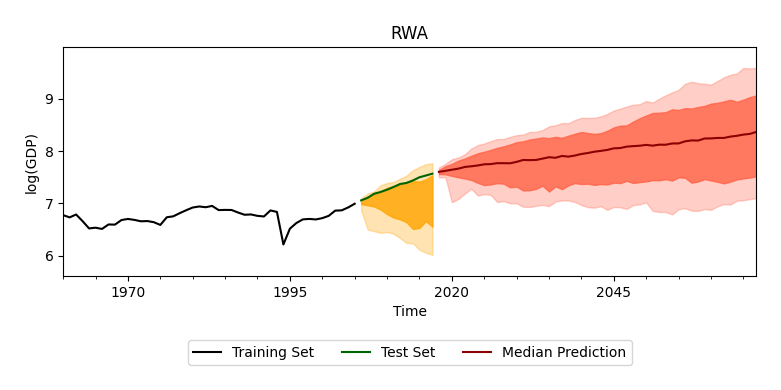 RWA
log(GDP)
9
8
7
6
1970 1995 2020 2045
Time
Training Set Test Set Median Prediction